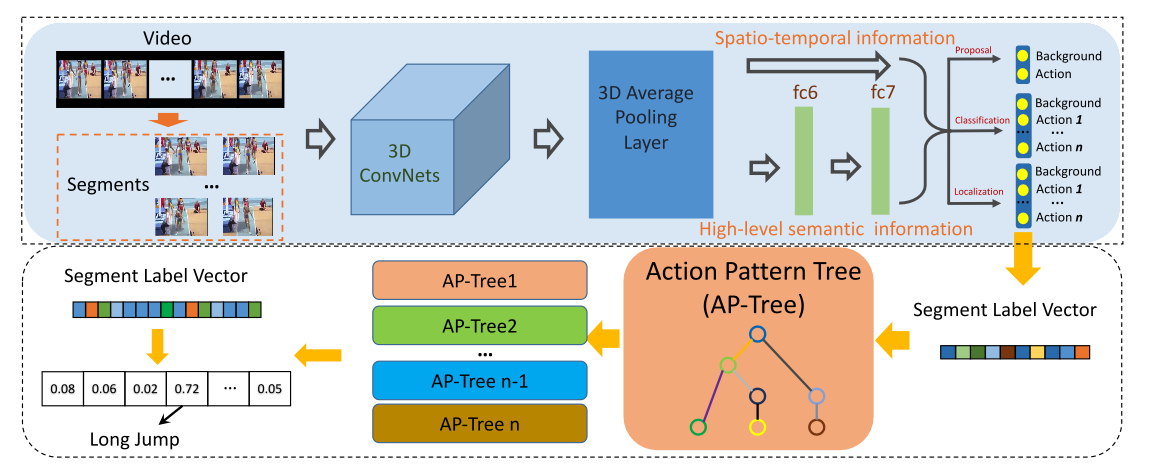 Video
...
Segments
...
3D
ConvNets
3D Average
Pooling
Layer
Spatio-temporal information
fc6
fc7
High-level semantic information
Proposal
Background
Action
Classification
Background
Action 1
... ...
Action n
Localization
Background
Action 1
... ...
Action n
Segment Label Vector
Action Pattern Tree
(AP-Tree)
AP-Tree1
AP-Tree2
...
AP-Tree n-1
AP-Tree n
Segment Label Vector
0.08 0.06 0.02 0.72 ... 0.05
Long Jump